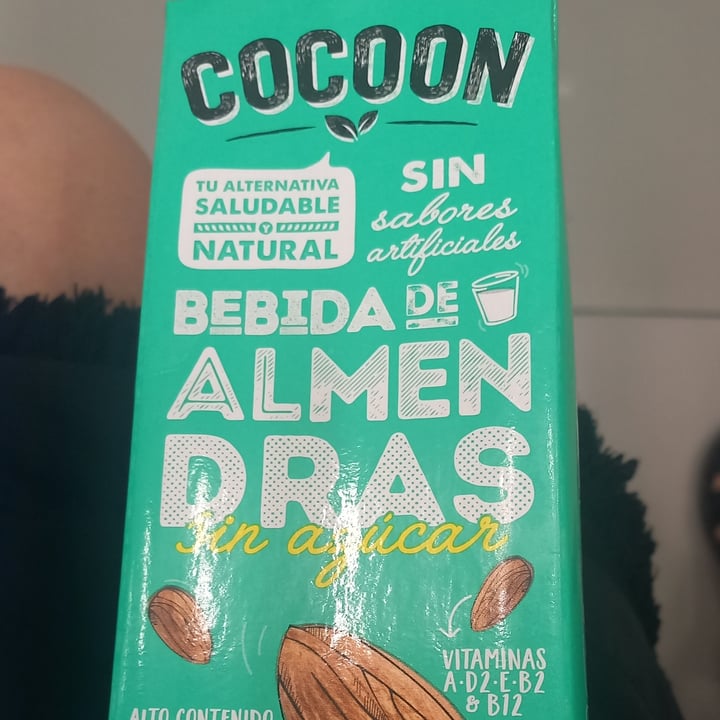 COCOON
TU ALTERNATIVA
SALUDABLE
Y
NATURAL
SIN
sabores
artificiales
BEBIDA DE
ALMEN
DRAS
Sin azúcar
VITAMINAS
A·D2·E·B2
& B12
ALTO CONTENIDO